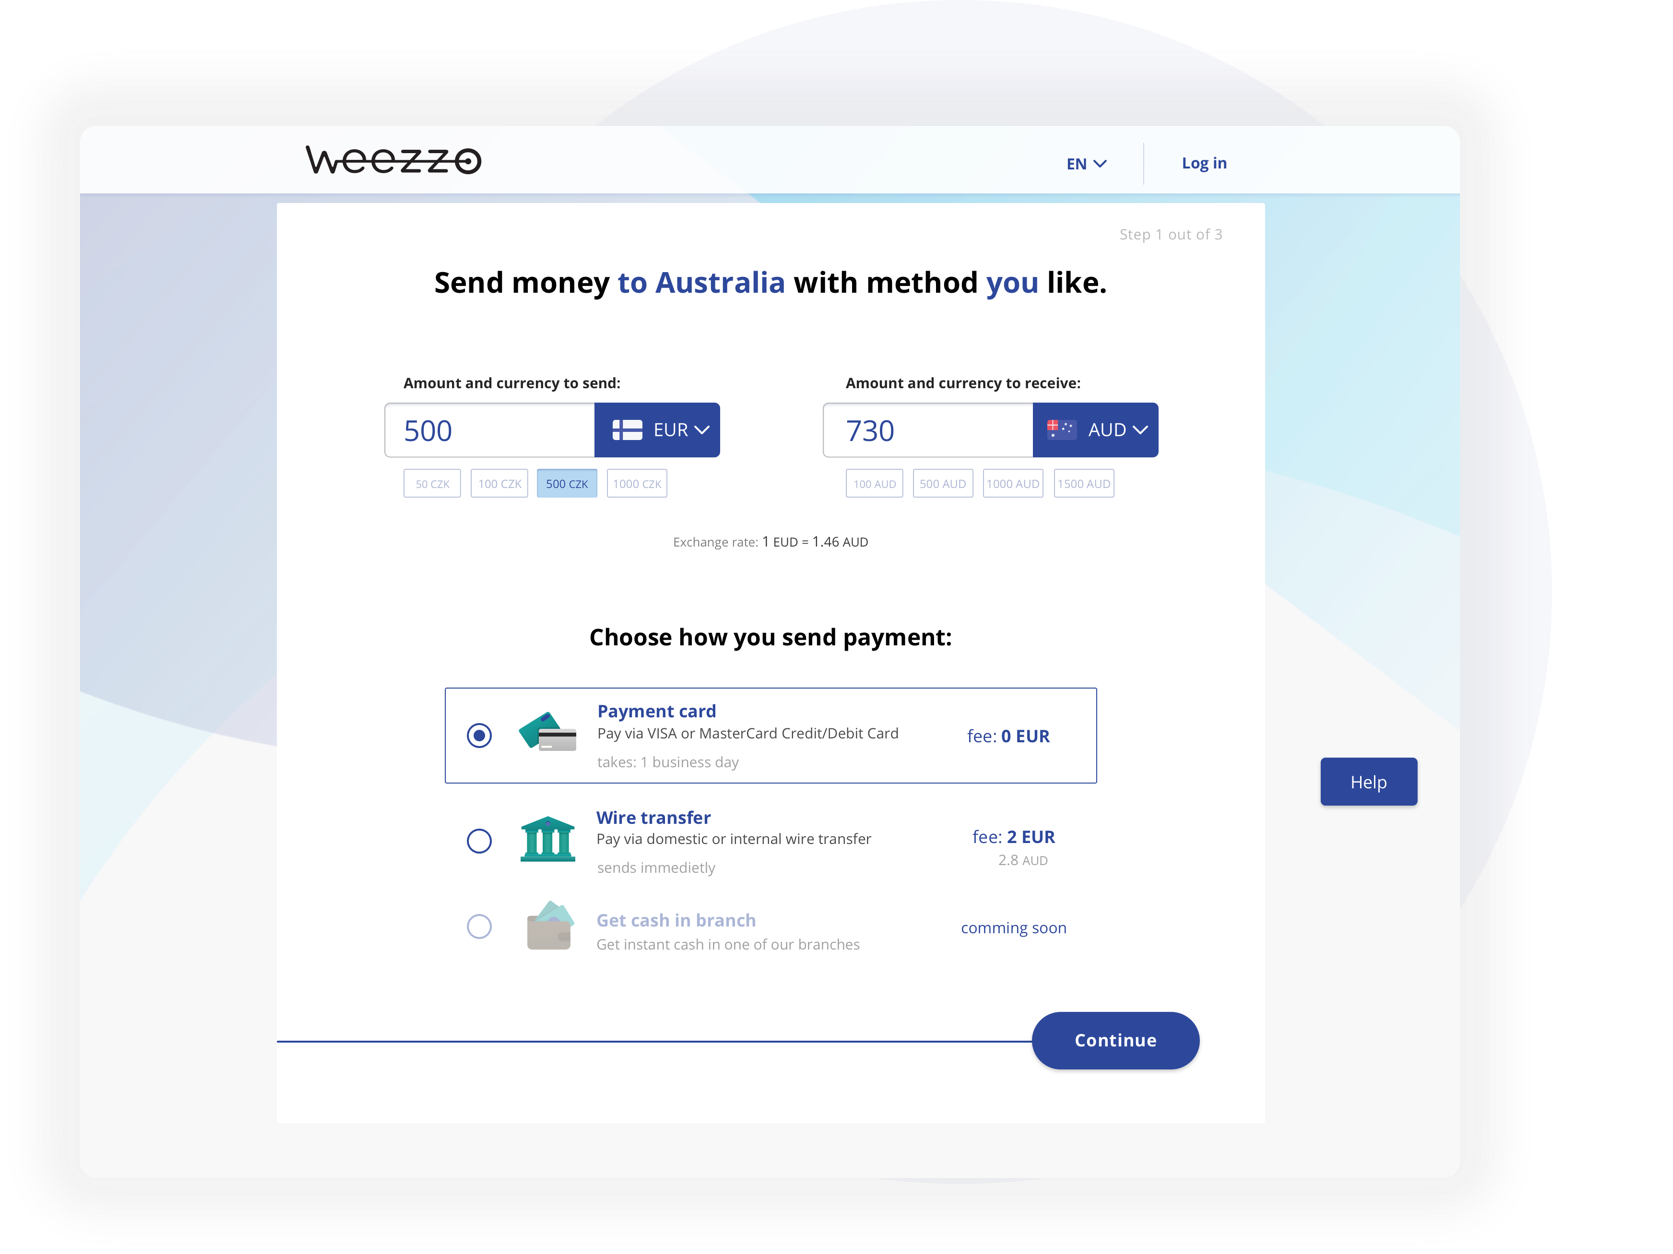 weezzo
EN
Log in
Step 1 out of 3
Send money to Australia with method you like.
Amount and currency to send:
Amount and currency to receive:
500
EUR
730
AUD
50 CZK
100 CZK
500 CZK
1000 CZK
100 AUD
500 AUD
1000 AUD
1500 AUD
Exchange rate: 1 EUD = 1.46 AUD
Choose how you send payment:
Payment card
Pay via VISA or MasterCard Credit/Debit Card
takes: 1 business day
fee: 0 EUR
Help
Wire transfer
Pay via domestic or internal wire transfer
sends immedietly
fee: 2 EUR
2.8 AUD
Get cash in branch
Get instant cash in one of our branches
comming soon
Continue